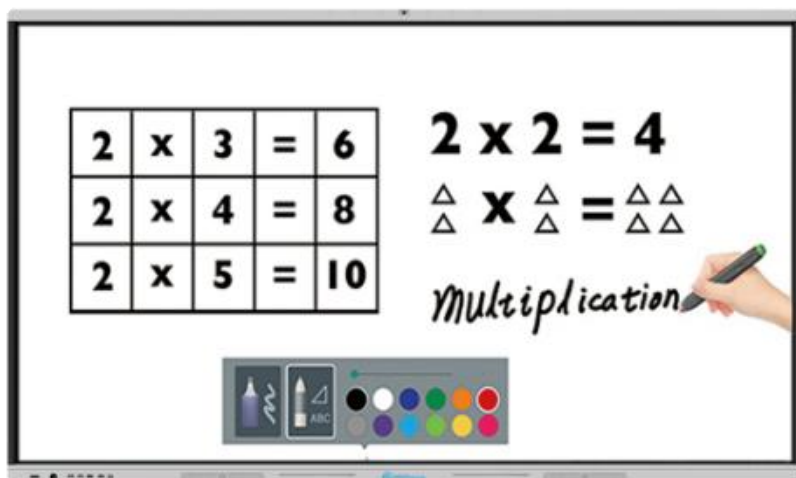 2 x 3 = 6
2 x 4 = 8
2 x 5 = 10
2 x 2 = 4
x =
multiplication
ABC